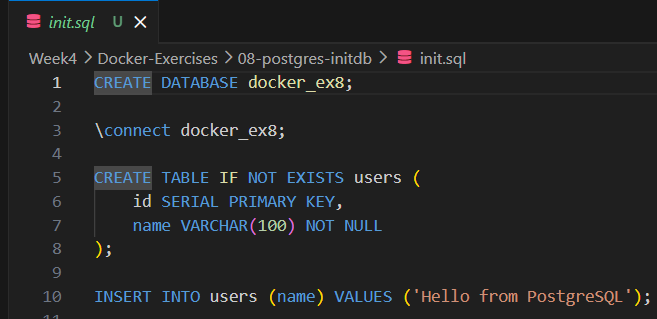 init.sql U
Week4 > Docker-Exercises > 08-postgres-initdb > init.sql
1 CREATE DATABASE docker_ex8;
2
3 \connect docker_ex8;
4
5 CREATE TABLE IF NOT EXISTS users (
6 id SERIAL PRIMARY KEY,
7 name VARCHAR(100) NOT NULL
8 );
9
10 INSERT INTO users (name) VALUES ('Hello from PostgreSQL');
11